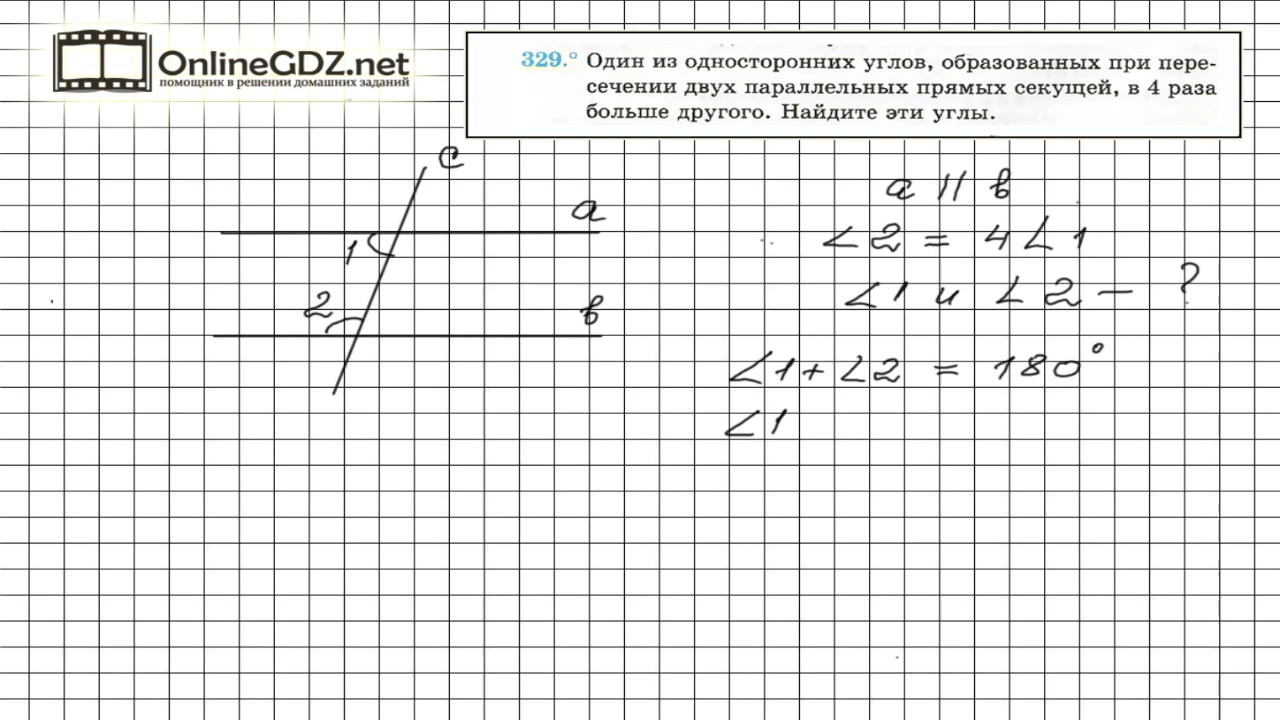 OnlineGDZ.net
помощник в решении домашних заданий
329.° Один из односторонних углов, образованных при пере-
сечении двух параллельных прямых секущей, в 4 раза
больше другого. Найдите эти углы.
c
a
1
2
b
a || b
∠2 = 4∠1
∠1 и ∠2 — ?
∠1 + ∠2 = 180°
∠1